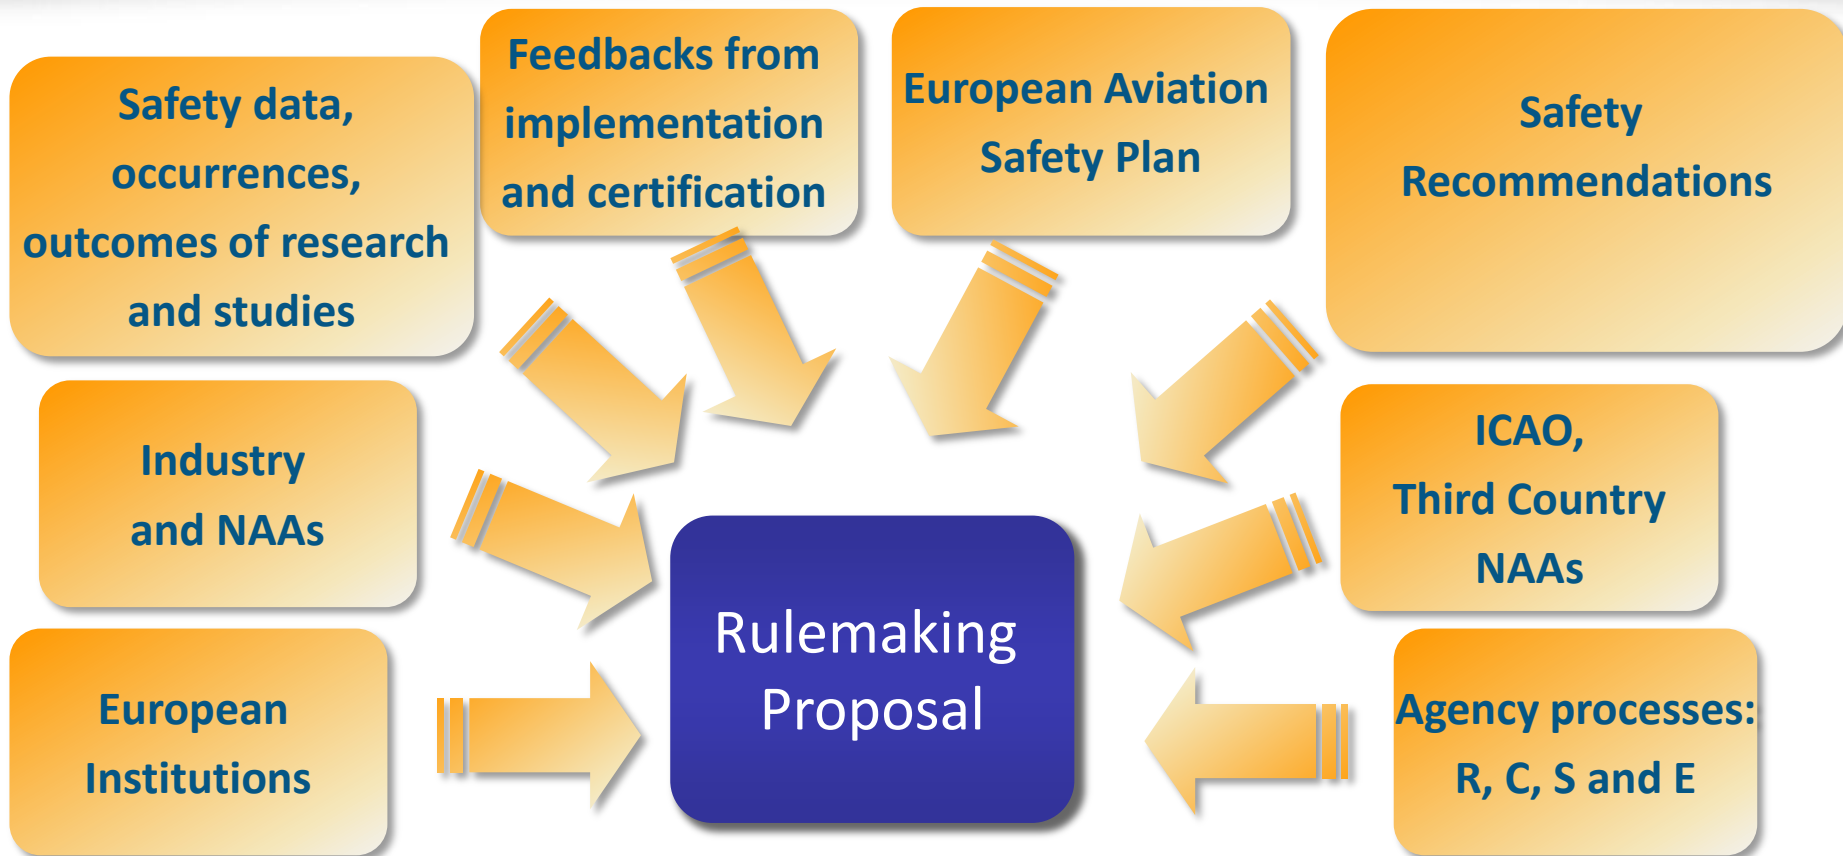 Safety data,
occurrences,
outcomes of research
and studies
Feedbacks from
implementation
and certification
European Aviation
Safety Plan
Safety
Recommendations
Industry
and NAAs
ICAO,
Third Country
NAAs
European
Institutions
Rulemaking
Proposal
Agency processes:
R, C, S and E